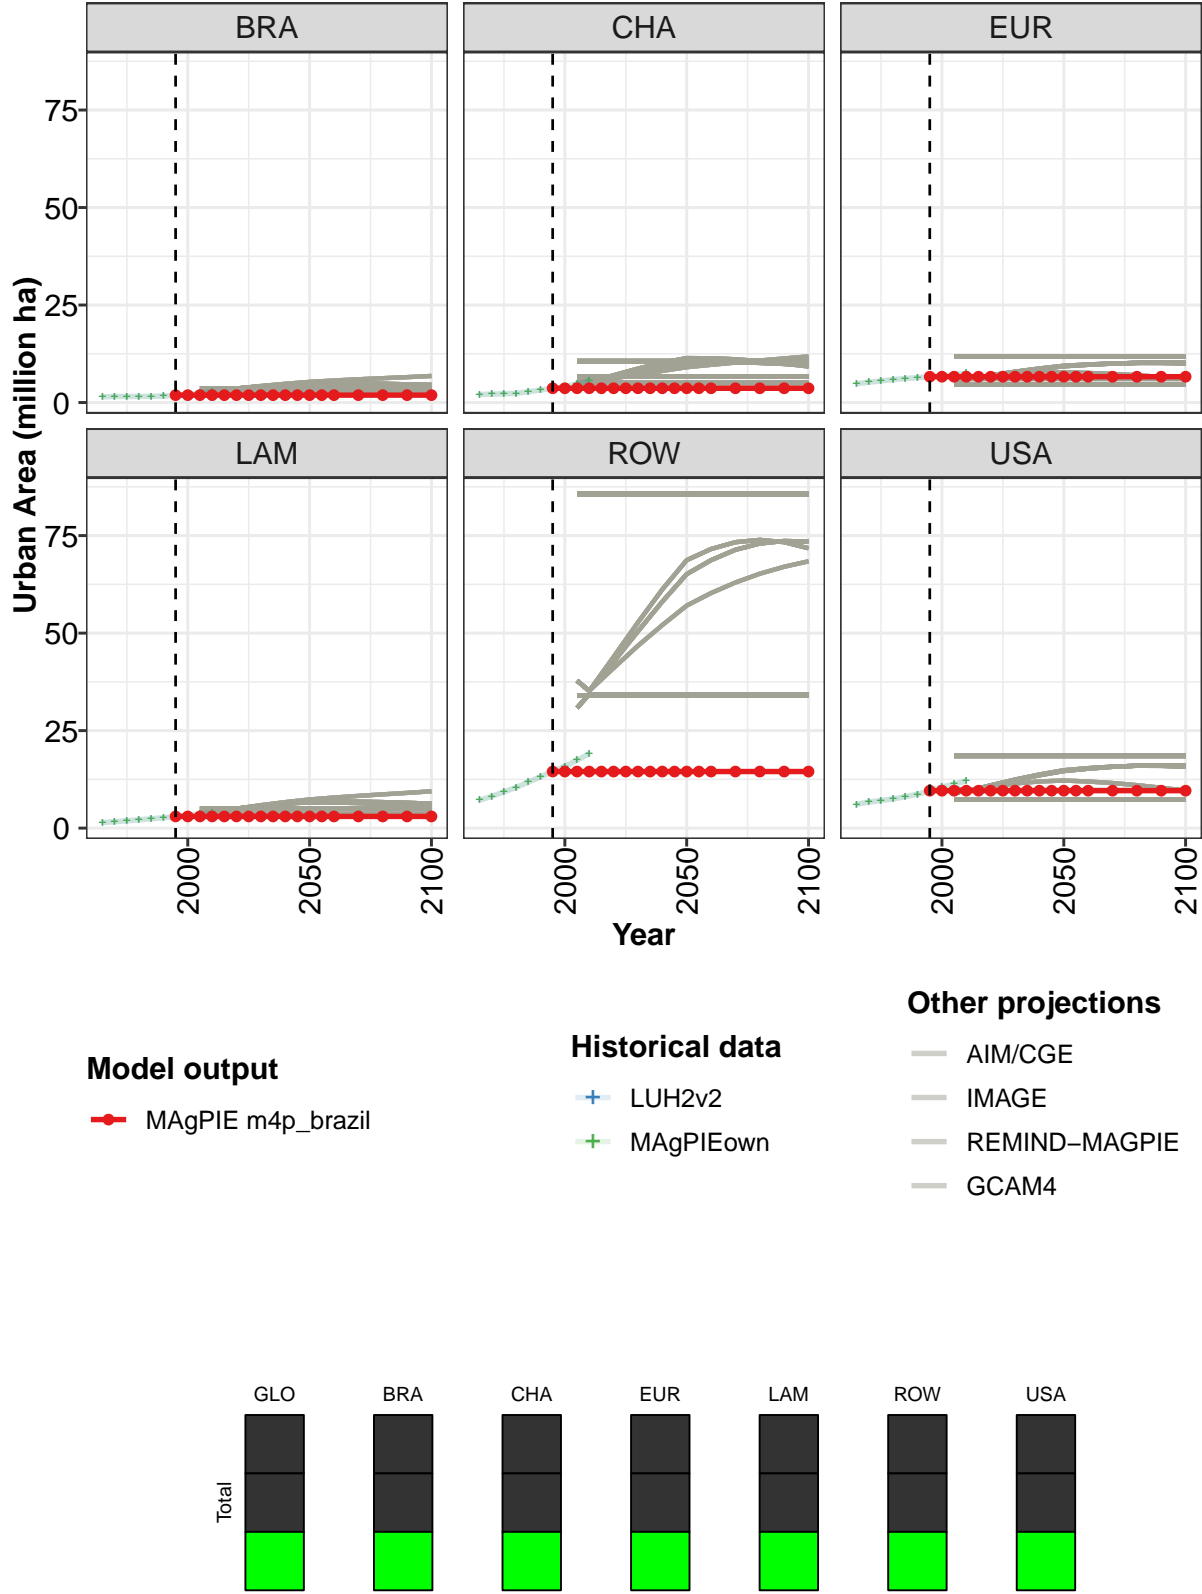 BRA CHA EUR
75
50
25
0
LAM ROW USA
75
50
25
0
Urban Area (million ha)
2000 2050 2100 2000 2050 2100 2000 2050 2100
Year
Model output
MAgPIE m4p_brazil
Historical data
LUH2v2
MAgPIEown
Other projections
AIM/CGE
IMAGE
REMIND−MAGPIE
GCAM4
GLO BRA CHA EUR LAM ROW USA
Total